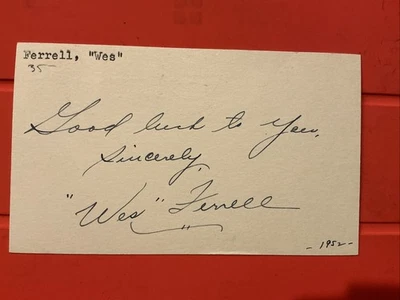 Ferrell, "Wes"
35-
Good luck to you,
Sincerely,
"Wes" Ferrell
- 1952 -